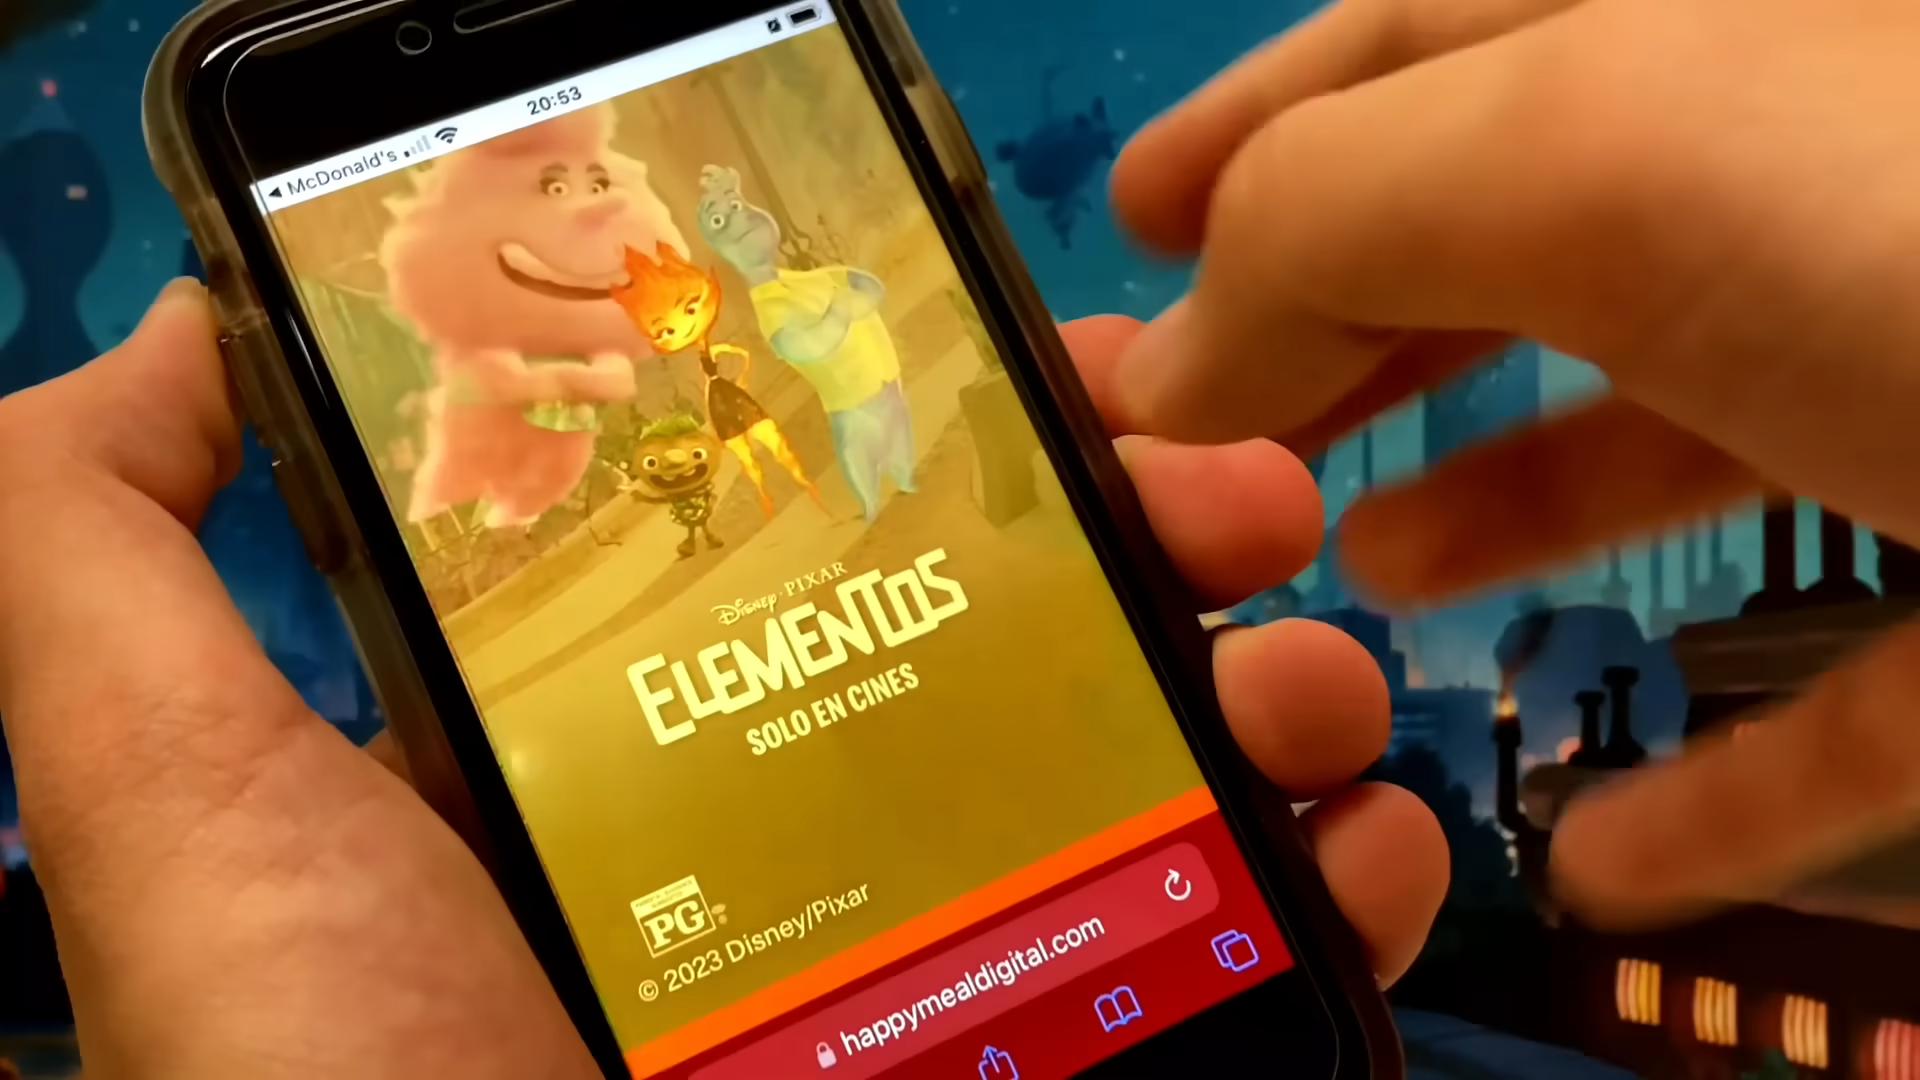 20:53
◀ McDonald's
DISNEY · PIXAR
ELEMENTOS
SOLO EN CINES
PG
© 2023 Disney/Pixar
happymealdigital.com